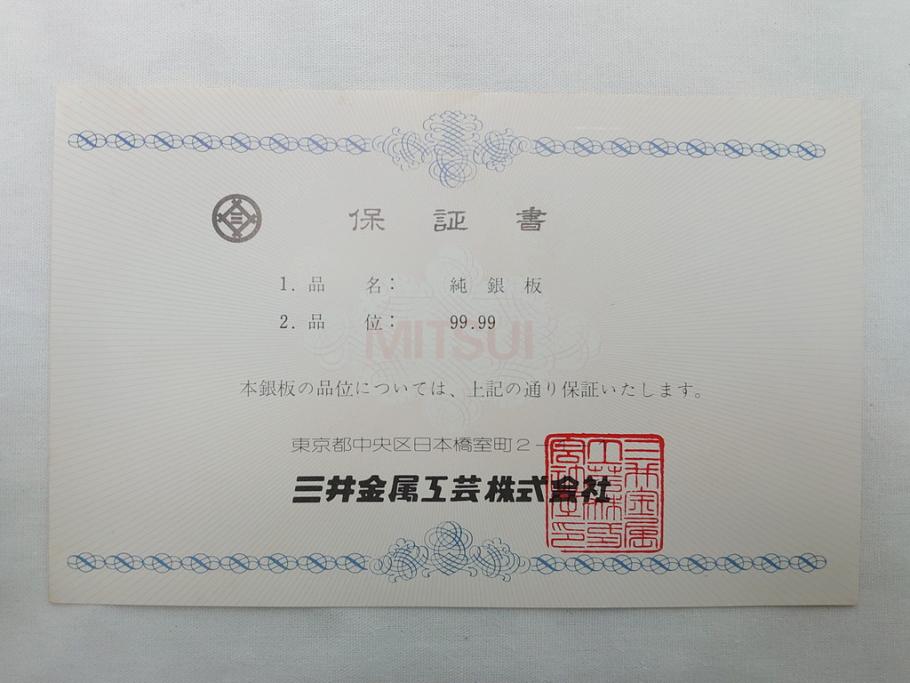 保 証 書
1. 品 名: 純 銀 板
2. 品 位: 99.99
MITSUI
本銀板の品位については、上記の通り保証いたします。
東京都中央区日本橋室町2-
三井金属工芸株式会社